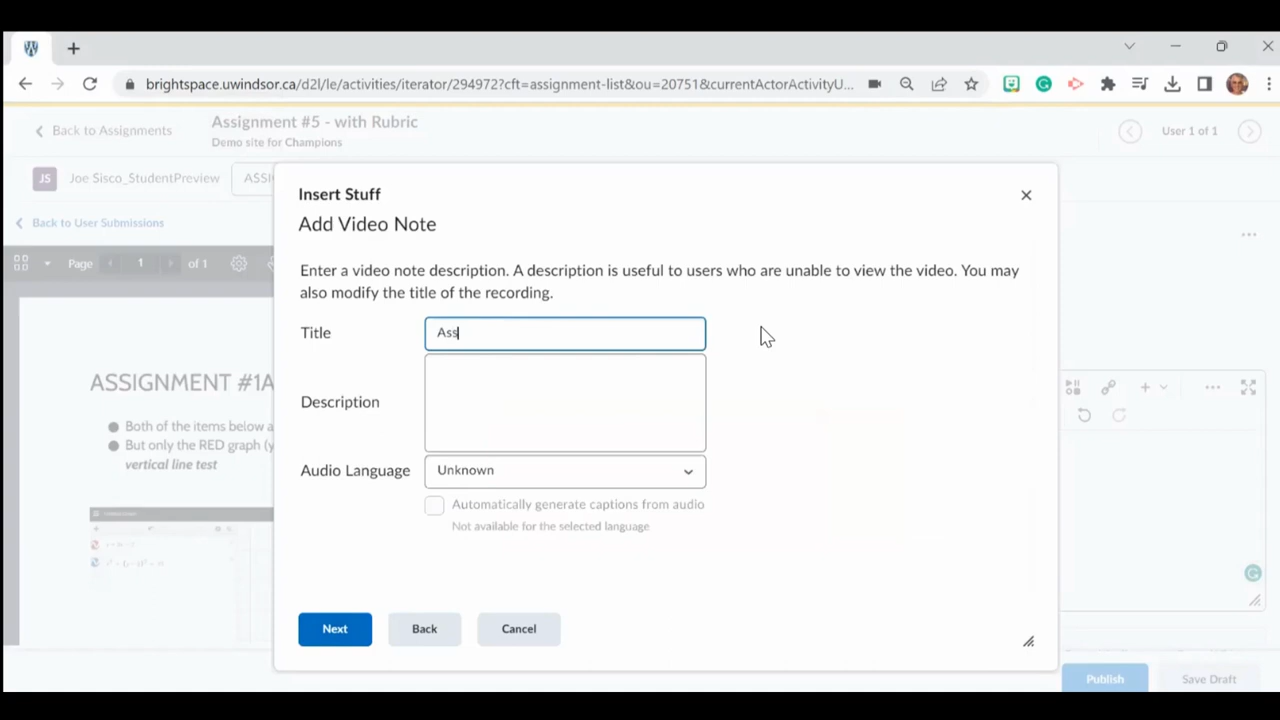 brightspace.uwindsor.ca/d2l/le/activities/iterator/294972?cft=assignment-list&ou=20751&currentActorActivityU...
Back to Assignments
Assignment #5 - with Rubric
Demo site for Champions
User 1 of 1
JS
Joe Sisco_StudentPreview
ASSI
Back to User Submissions
Page
1
of 1
Insert Stuff
Add Video Note
Enter a video note description. A description is useful to users who are unable to view the video. You may
also modify the title of the recording.
Title
Ass
Description
Audio Language
Unknown
Automatically generate captions from audio
Not available for the selected language
Next
Back
Cancel
ASSIGNMENT #1A
Both of the items below a
But only the RED graph (y
vertical line test
Publish
Save Draft